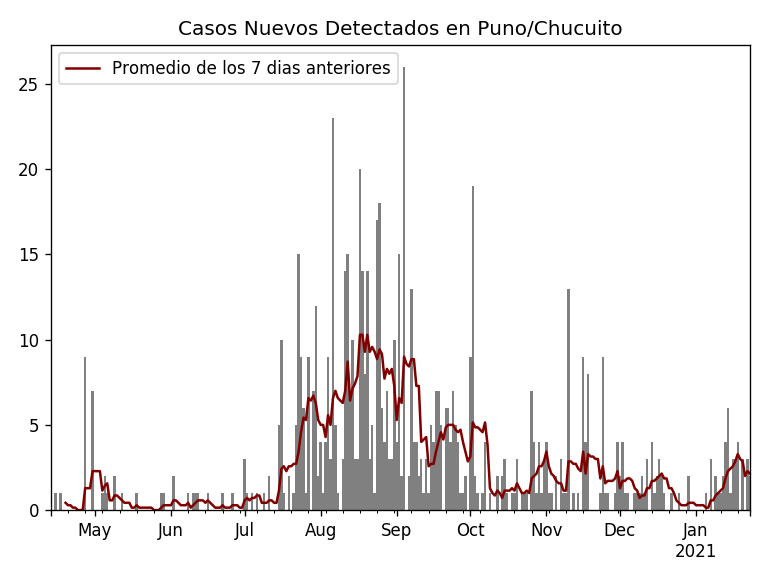 Casos Nuevos Detectados en Puno/Chucuito
Promedio de los 7 dias anteriores
25
20
15
10
5
0
May Jun Jul Aug Sep Oct Nov Dec Jan
2021